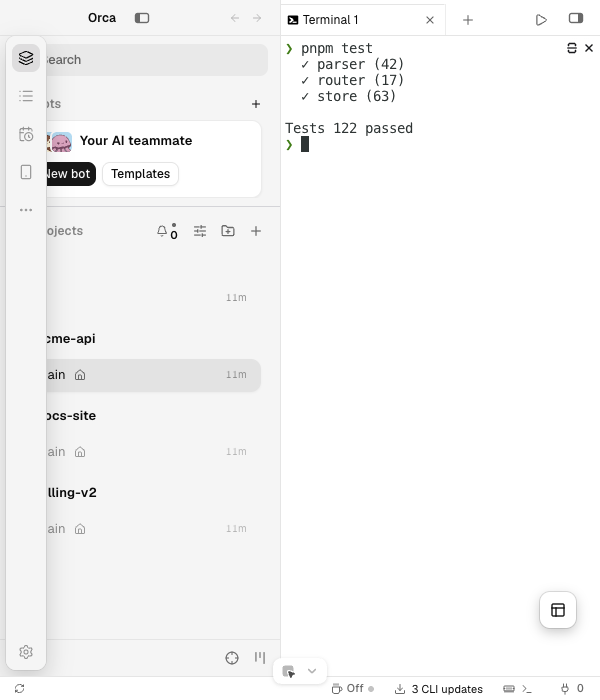 Orca
Terminal 1
❯ pnpm test
✓ parser (42)
✓ router (17)
✓ store (63)
Tests 122 passed
❯
earch
ots
Your AI teammate
New bot
Templates
ojects
0
11m
cme-api
ain
11m
ocs-site
ain
11m
lling-v2
ain
11m
Off
3 CLI updates
0